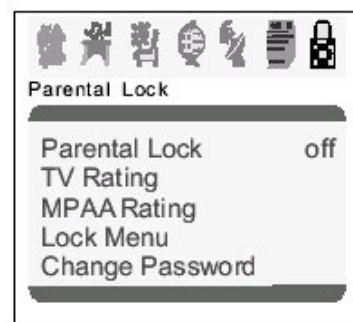 Parental Lock
Parental Lock off
TV Rating
MPAA Rating
Lock Menu
Change Password